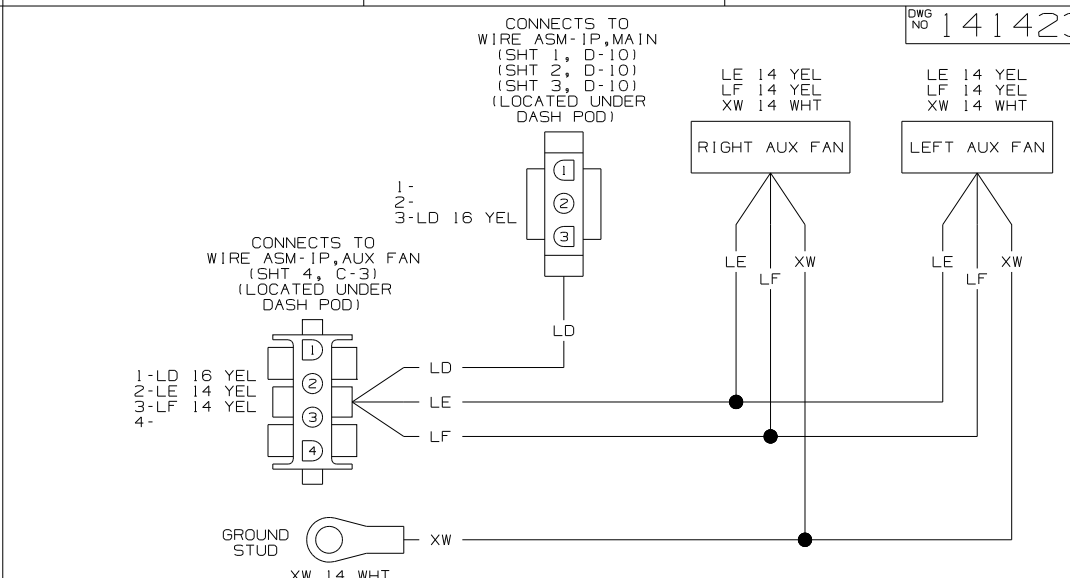 DWG
NO 141423
CONNECTS TO
WIRE ASM-IP,MAIN
(SHT 1, D-10)
(SHT 2, D-10)
(SHT 3, D-10)
(LOCATED UNDER
DASH POD)
LE 14 YEL
LF 14 YEL
XW 14 WHT
LE 14 YEL
LF 14 YEL
XW 14 WHT
RIGHT AUX FAN
LEFT AUX FAN
1
2
3
1-
2-
3-LD 16 YEL
CONNECTS TO
WIRE ASM-IP,AUX FAN
(SHT 4, C-3)
(LOCATED UNDER
DASH POD)
LE
LF
XW
LE
LF
XW
LD
1
2
3
4
1-LD 16 YEL
2-LE 14 YEL
3-LF 14 YEL
4-
LD
LE
LF
GROUND
STUD
XW
XW 14 WHT